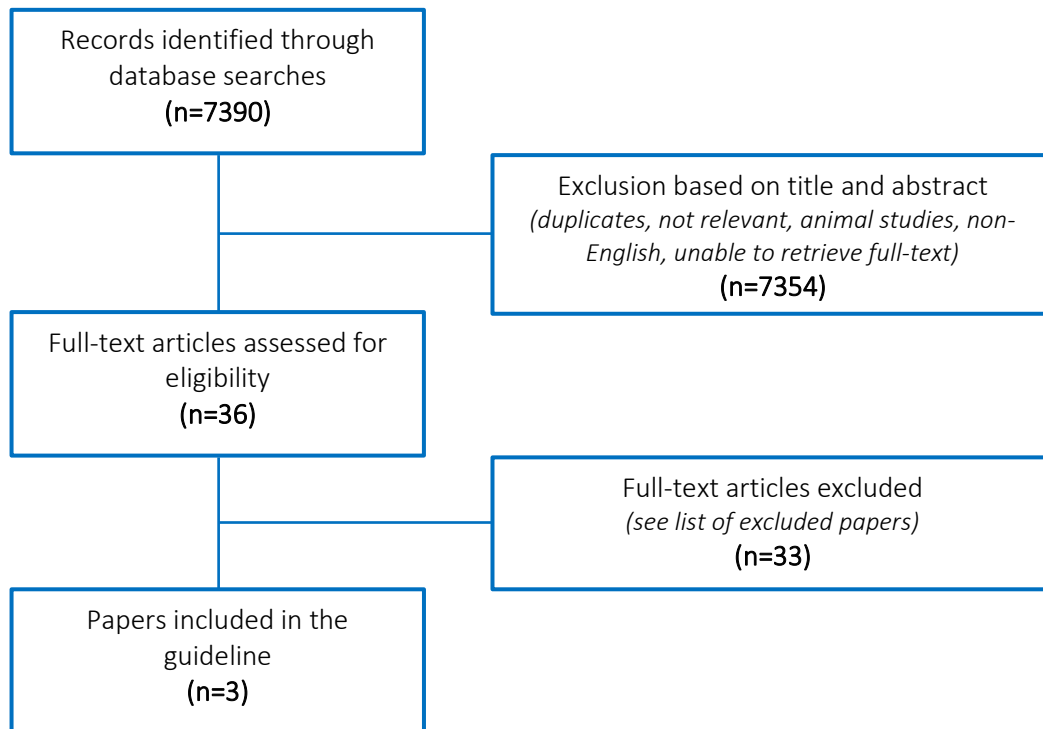 Records identified through
database searches
(n=7390)
Exclusion based on title and abstract
(duplicates, not relevant, animal studies, non-
English, unable to retrieve full-text)
(n=7354)
Full-text articles assessed for
eligibility
(n=36)
Full-text articles excluded
(see list of excluded papers)
(n=33)
Papers included in the
guideline
(n=3)